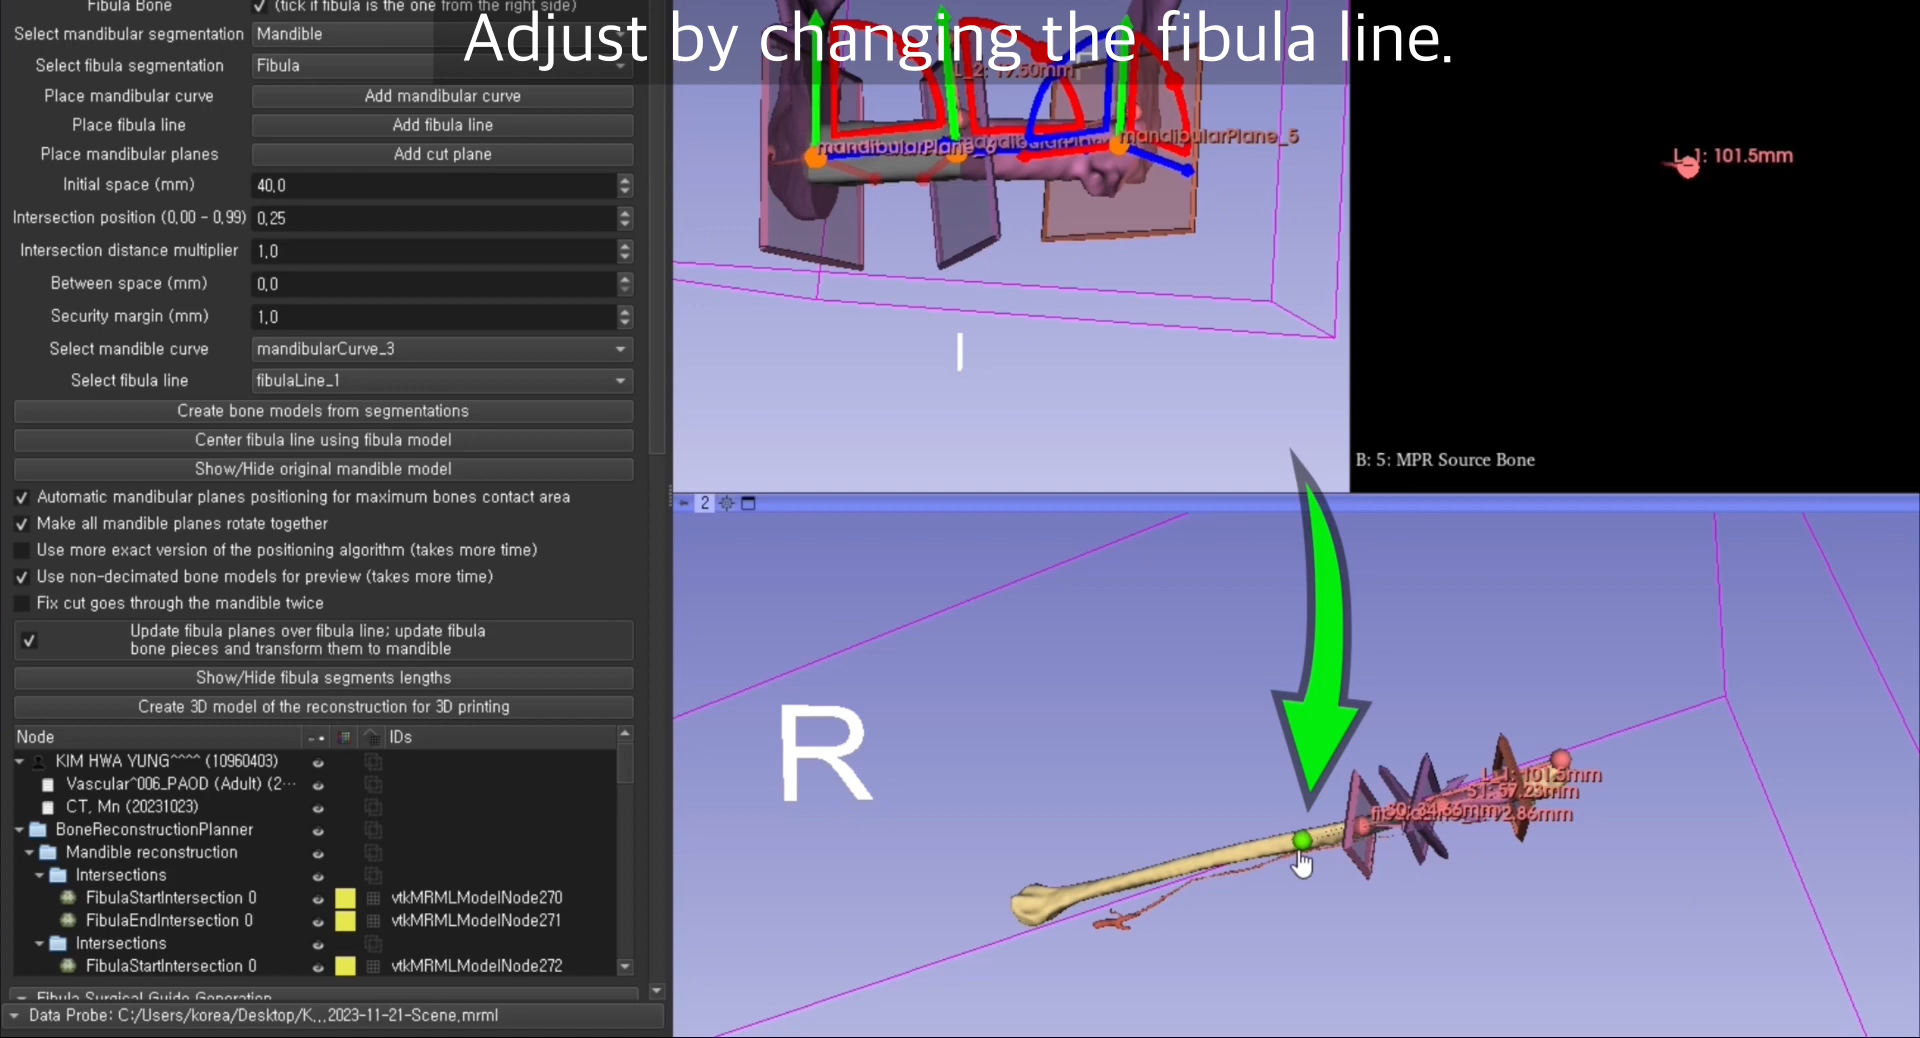 Adjust by changing the fibula line.
Fibula Bone
(tick if fibula is the one from the right side)
Select mandibular segmentation Mandible
Select fibula segmentation Fibula
Place mandibular curve Add mandibular curve
Place fibula line Add fibula line
Place mandibular planes Add cut plane
Initial space (mm) 40,0
Intersection position (0,00 - 0,99) 0,25
Intersection distance multiplier 1,0
Between space (mm) 0,0
Security margin (mm) 1,0
Select mandible curve mandibularCurve_3
Select fibula line fibulaLine_1
Create bone models from segmentations
Center fibula line using fibula model
Show/Hide original mandible model
Automatic mandibular planes positioning for maximum bones contact area
Make all mandible planes rotate together
Use more exact version of the positioning algorithm (takes more time)
Use non-decimated bone models for preview (takes more time)
Fix cut goes through the mandible twice
Update fibula planes over fibula line; update fibula
bone pieces and transform them to mandible
Show/Hide fibula segments lengths
Create 3D model of the reconstruction for 3D printing
Node IDs
KIM HWA YUNG^^^^ (10960403)
Vascular^006_PAOD (Adult) (2···
CT, Mn (20231023)
BoneReconstructionPlanner
Mandible reconstruction
Intersections
FibulaStartIntersection 0 vtkMRMLModelNode270
FibulaEndIntersection 0 vtkMRMLModelNode271
Intersections
FibulaStartIntersection 0 vtkMRMLModelNode272
Fibula Surgical Guide Generation
Data Probe: C:/Users/korea/Desktop/K,,,2023-11-21-Scene,mrml
L_2: 19.50mm
mandibularPlane_6
mandibularPlane_5
I
L_1: 101.5mm
B: 5: MPR Source Bone
2
R
L_1: 101.5mm
S1: 57.23mm